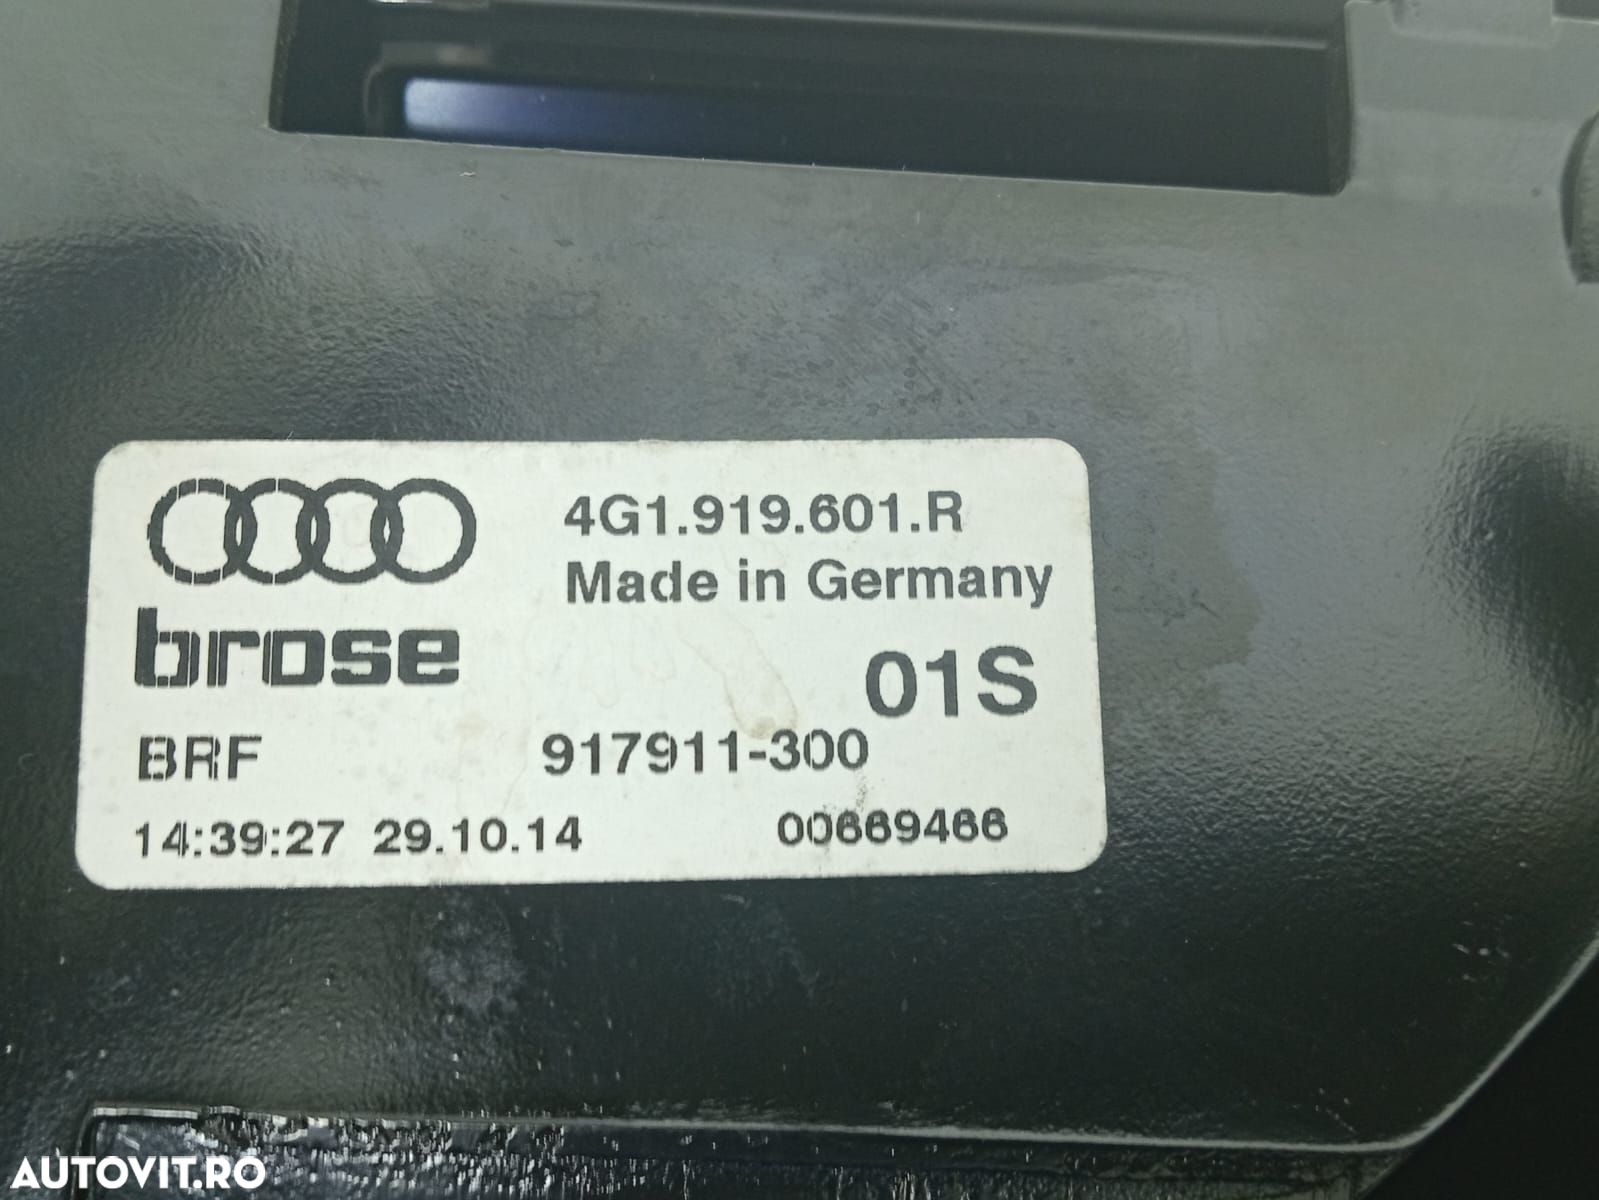 4G1.919.601.R
Made in Germany
brose
01S
BRF 917911-300
14:39:27 29.10.14 00669466
AUTOVIT.RO